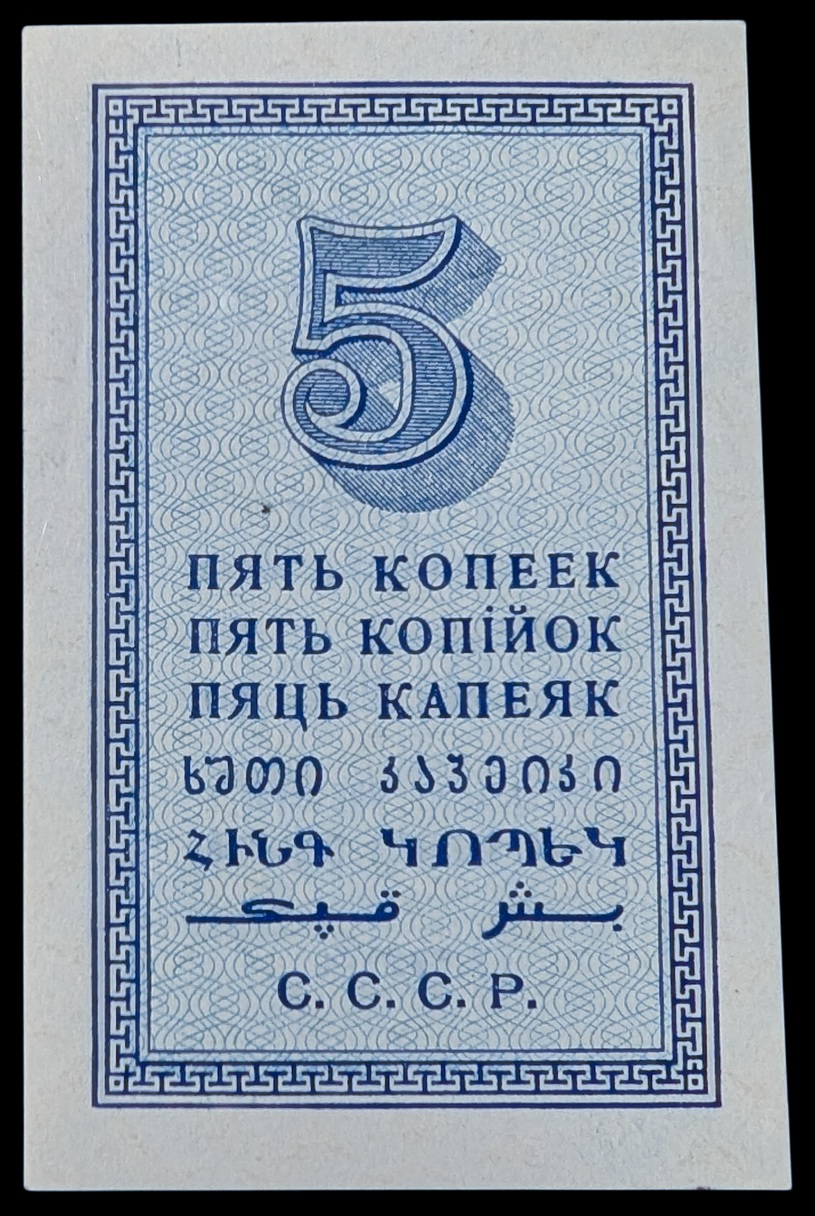 5
ПЯТЬ КОПЕЕК
ПЯТЬ КОПІЙОК
ПЯЦЬ КАПЕЯК
ხუთი კაპეიკი
ՀԻՆԳ ԿՈՊԵԿ
بش قپك
С. С. С. Р.